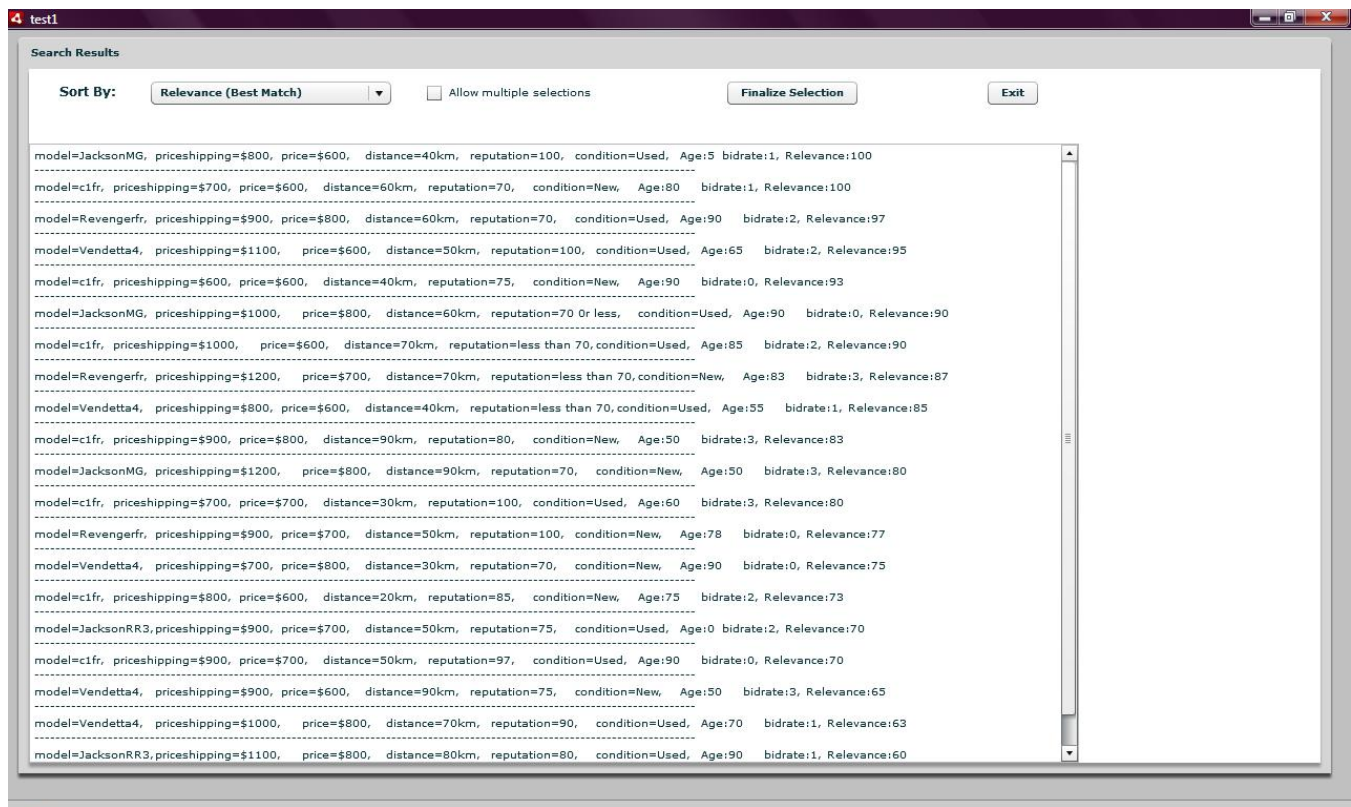 test1
Search Results
Sort By: Relevance (Best Match) Allow multiple selections Finalize Selection Exit
model=JacksonMG, priceshipping=$800, price=$600, distance=40km, reputation=100, condition=Used, Age:5 bidrate:1, Relevance:100
model=c1fr, priceshipping=$700, price=$600, distance=60km, reputation=70, condition=New, Age:80 bidrate:1, Relevance:100
model=Revengerfr, priceshipping=$900, price=$800, distance=60km, reputation=70, condition=Used, Age:90 bidrate:2, Relevance:97
model=Vendetta4, priceshipping=$1100, price=$600, distance=50km, reputation=100, condition=Used, Age:65 bidrate:2, Relevance:95
model=c1fr, priceshipping=$600, price=$600, distance=40km, reputation=75, condition=New, Age:90 bidrate:0, Relevance:93
model=JacksonMG, priceshipping=$1000, price=$800, distance=60km, reputation=70 0r less, condition=Used, Age:90 bidrate:0, Relevance:90
model=c1fr, priceshipping=$1000, price=$600, distance=70km, reputation=less than 70, condition=Used, Age:85 bidrate:2, Relevance:90
model=Revengerfr, priceshipping=$1200, price=$700, distance=70km, reputation=less than 70, condition=New, Age:83 bidrate:3, Relevance:87
model=Vendetta4, priceshipping=$800, price=$600, distance=40km, reputation=less than 70, condition=Used, Age:55 bidrate:1, Relevance:85
model=c1fr, priceshipping=$900, price=$800, distance=90km, reputation=80, condition=New, Age:50 bidrate:3, Relevance:83
model=JacksonMG, priceshipping=$1200, price=$800, distance=90km, reputation=70, condition=New, Age:50 bidrate:3, Relevance:80
model=c1fr, priceshipping=$700, price=$700, distance=30km, reputation=100, condition=Used, Age:60 bidrate:3, Relevance:80
model=Revengerfr, priceshipping=$900, price=$700, distance=50km, reputation=100, condition=New, Age:78 bidrate:0, Relevance:77
model=Vendetta4, priceshipping=$700, price=$800, distance=30km, reputation=70, condition=New, Age:90 bidrate:0, Relevance:75
model=c1fr, priceshipping=$800, price=$600, distance=20km, reputation=85, condition=New, Age:75 bidrate:2, Relevance:73
model=JacksonRR3, priceshipping=$900, price=$700, distance=50km, reputation=75, condition=Used, Age:0 bidrate:2, Relevance:70
model=c1fr, priceshipping=$900, price=$700, distance=50km, reputation=97, condition=Used, Age:90 bidrate:0, Relevance:70
model=Vendetta4, priceshipping=$900, price=$600, distance=90km, reputation=75, condition=New, Age:50 bidrate:3, Relevance:65
model=Vendetta4, priceshipping=$1000, price=$800, distance=70km, reputation=90, condition=Used, Age:70 bidrate:1, Relevance:63
model=JacksonRR3, priceshipping=$1100, price=$800, distance=80km, reputation=80, condition=Used, Age:90 bidrate:1, Relevance:60